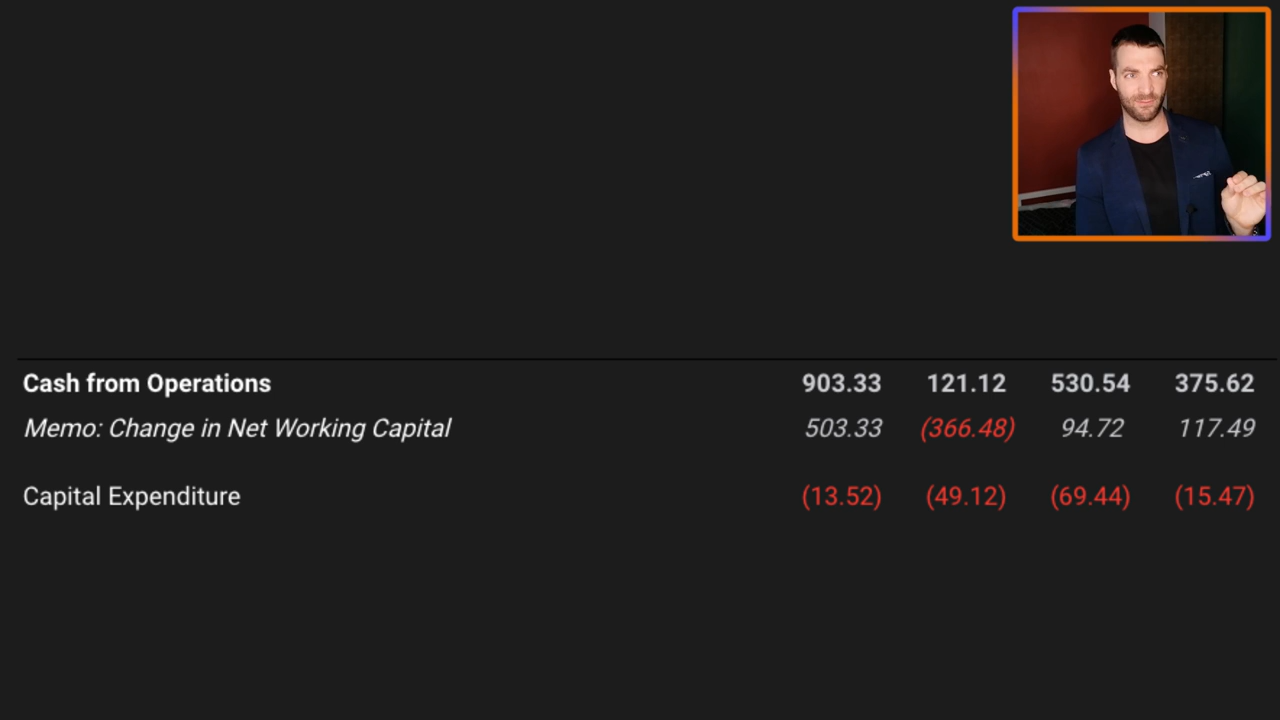 Cash from Operations 903.33 121.12 530.54 375.62
Memo: Change in Net Working Capital 503.33 (366.48) 94.72 117.49
Capital Expenditure (13.52) (49.12) (69.44) (15.47)